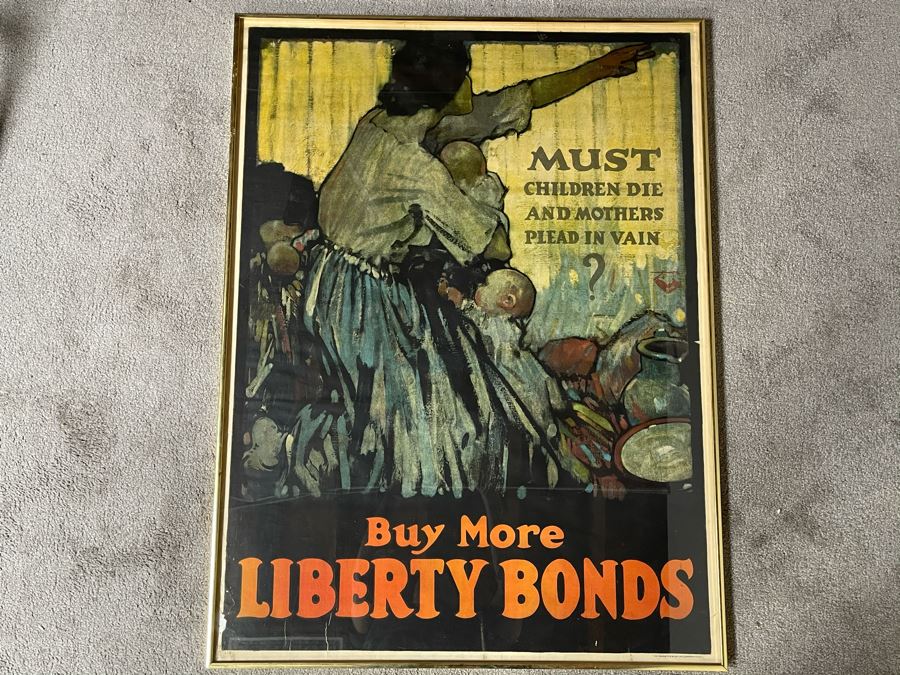 MUST
CHILDREN DIE
AND MOTHERS
PLEAD IN VAIN
?
Buy More
LIBERTY BONDS